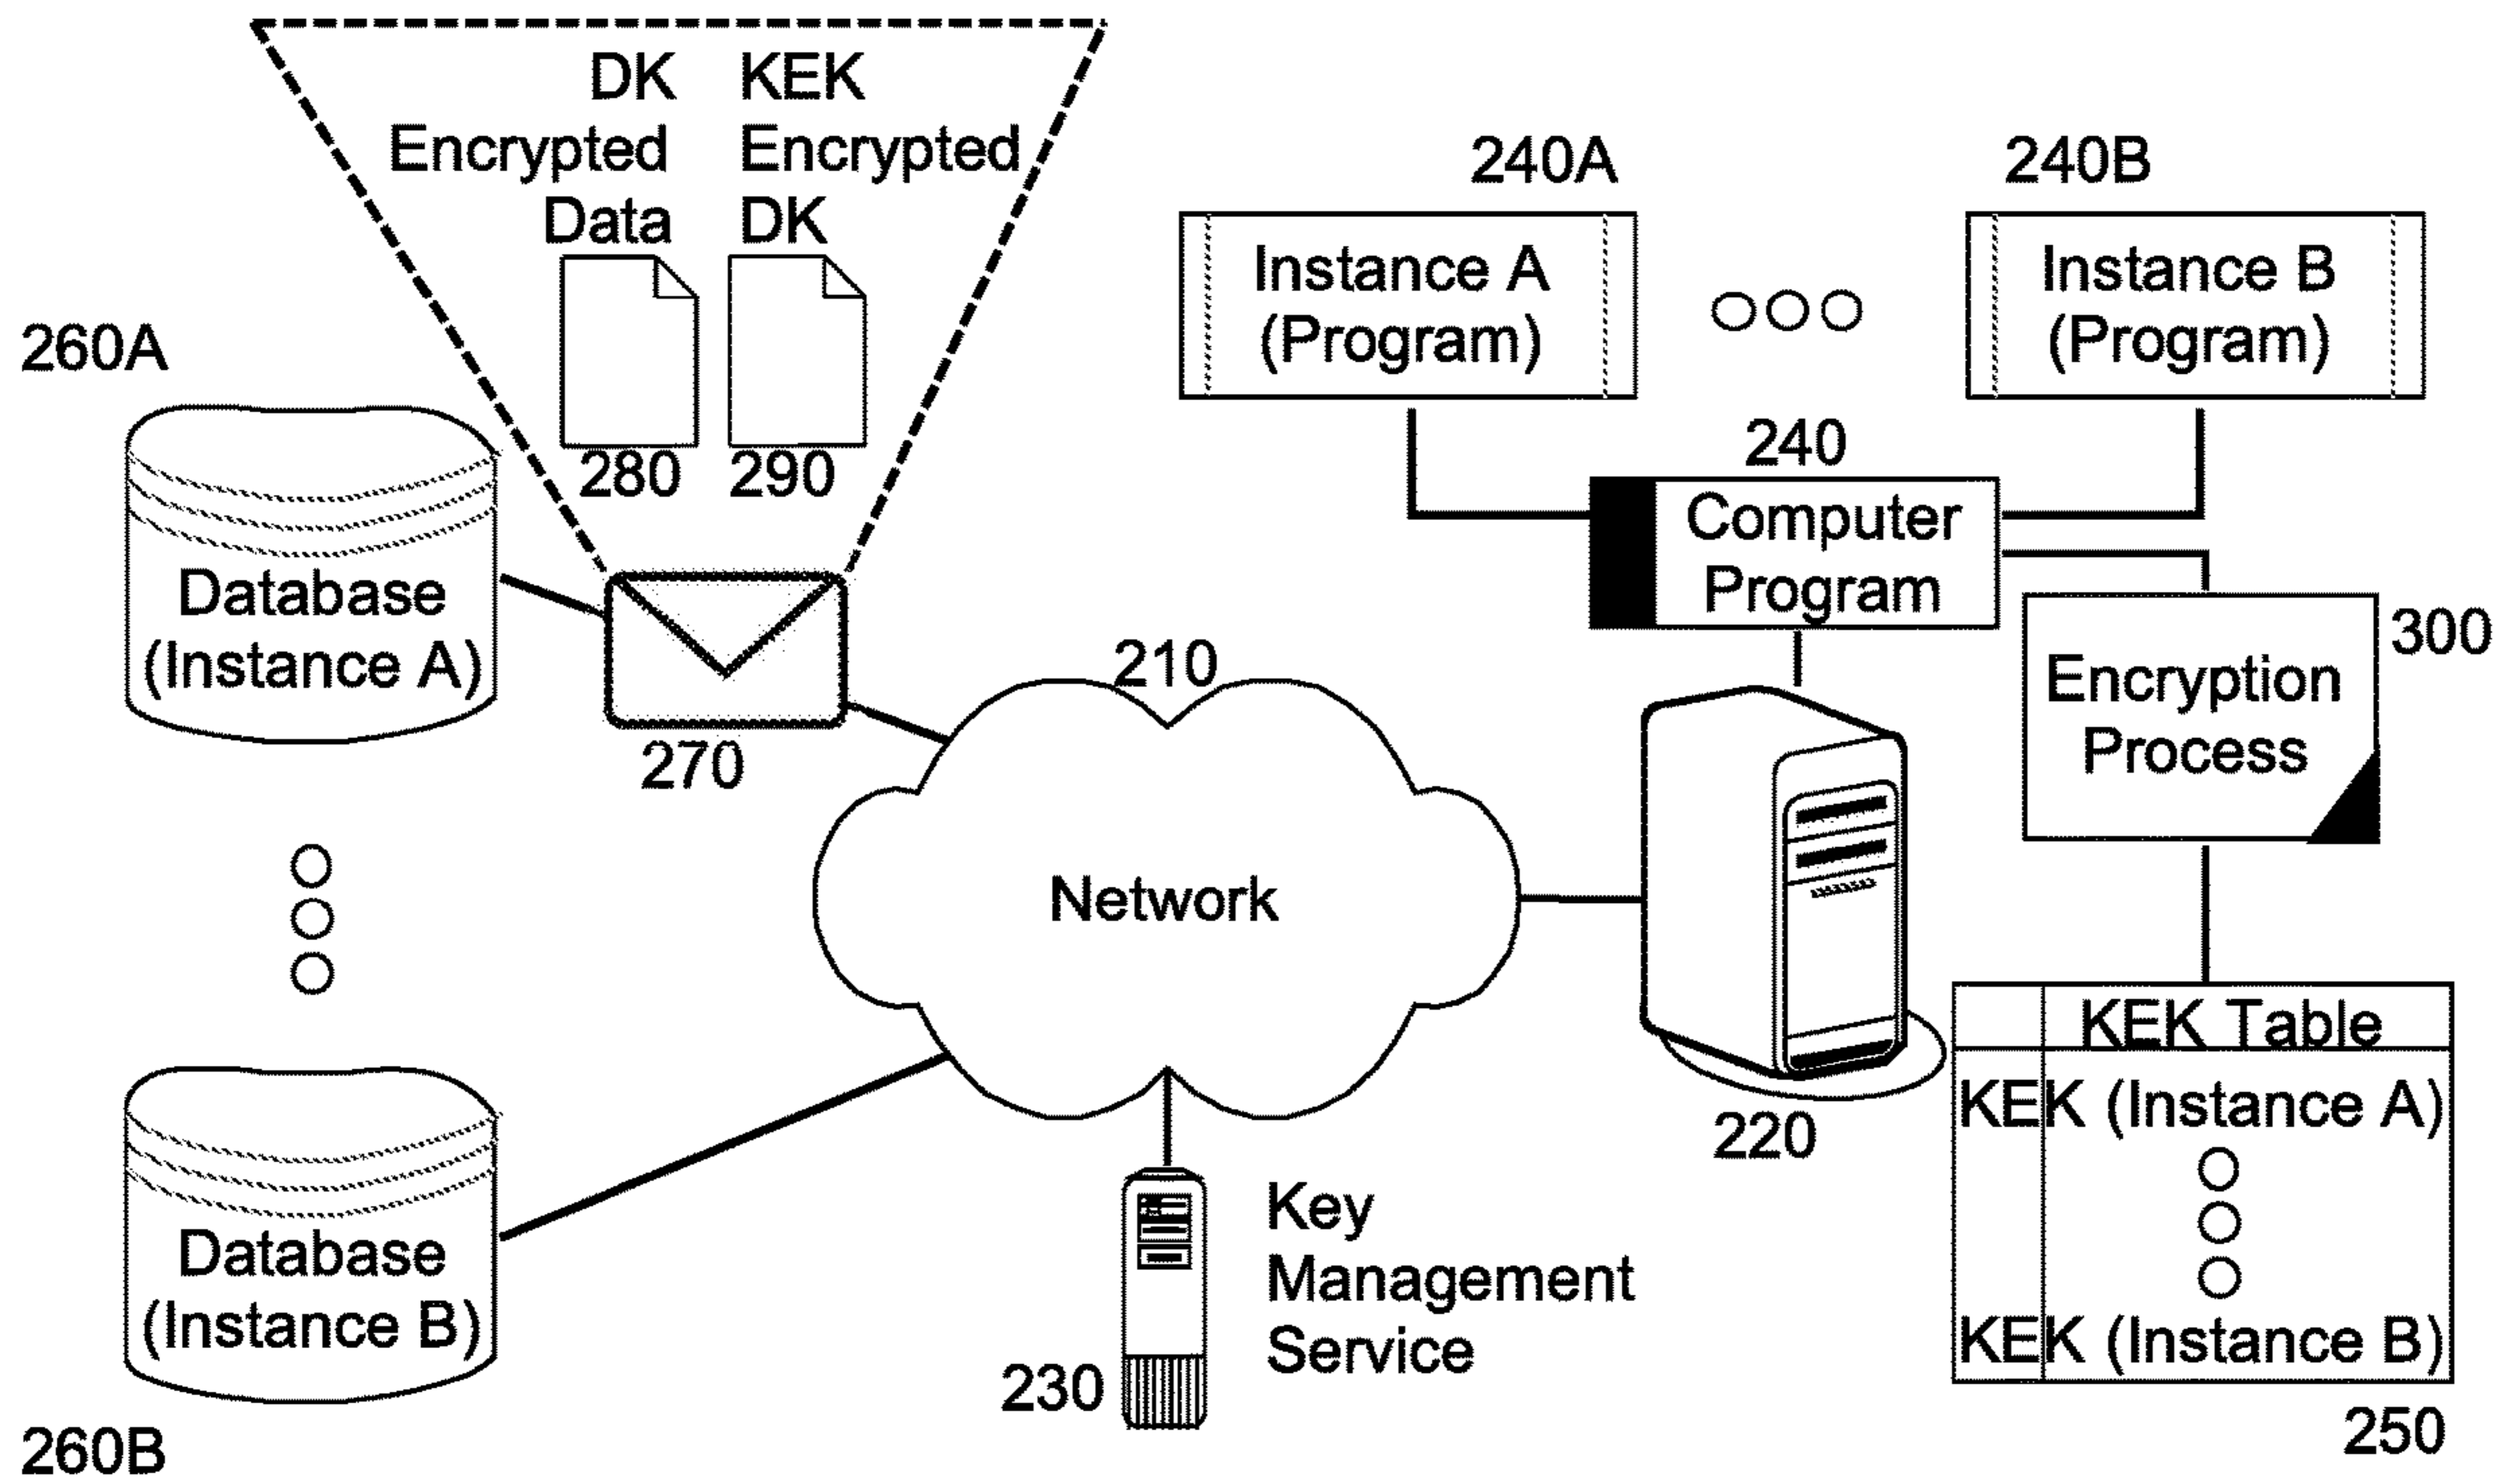 DK
Encrypted
Data
KEK
Encrypted
DK
280
290
240A
Instance A
(Program)
240B
Instance B
(Program)
260A
Database
(Instance A)
270
240
Computer
Program
300
Encryption
Process
210
Network
220
KEK Table
KEK (Instance A)
KEK (Instance B)
250
Database
(Instance B)
260B
230
Key
Management
Service